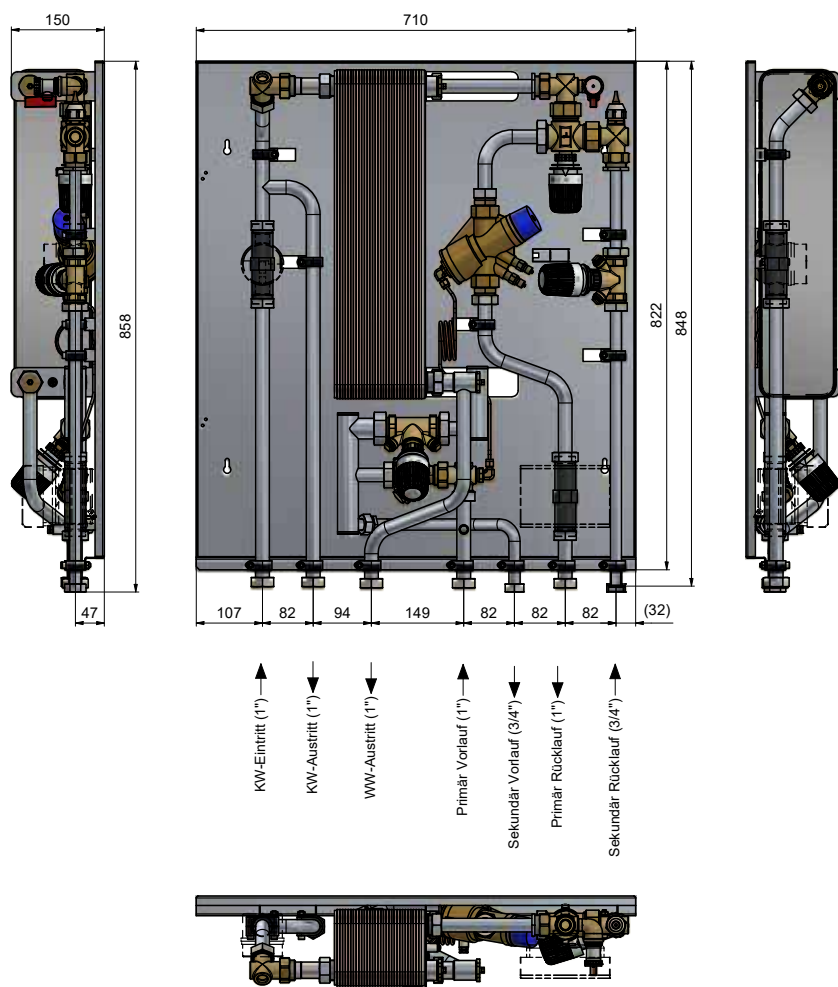 150
710
858
822
848
47
107
82
94
149
82
82
82
(32)
KW-Eintritt (1")
KW-Austritt (1")
WW-Austritt (1")
Primär Vorlauf (1")
Sekundär Vorlauf (3/4")
Primär Rücklauf (1")
Sekundär Rücklauf (3/4")